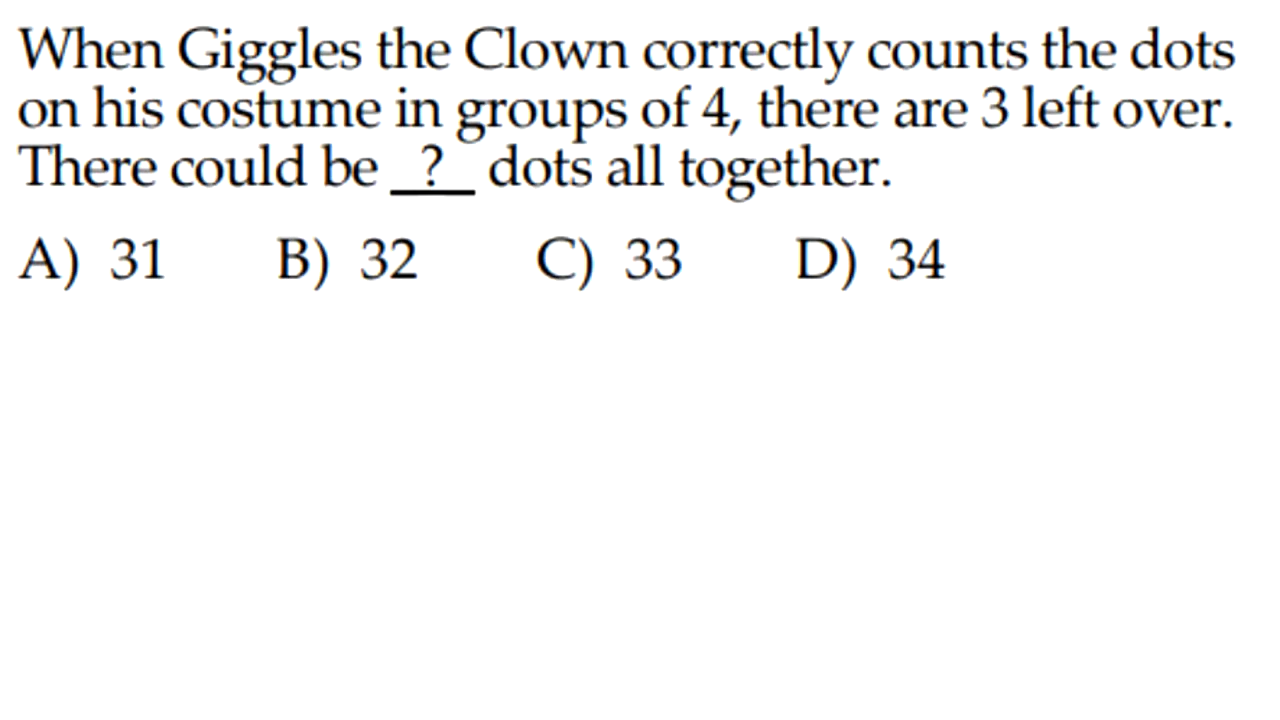 When Giggles the Clown correctly counts the dots
on his costume in groups of 4, there are 3 left over.
There could be ? dots all together.
A) 31 B) 32 C) 33 D) 34